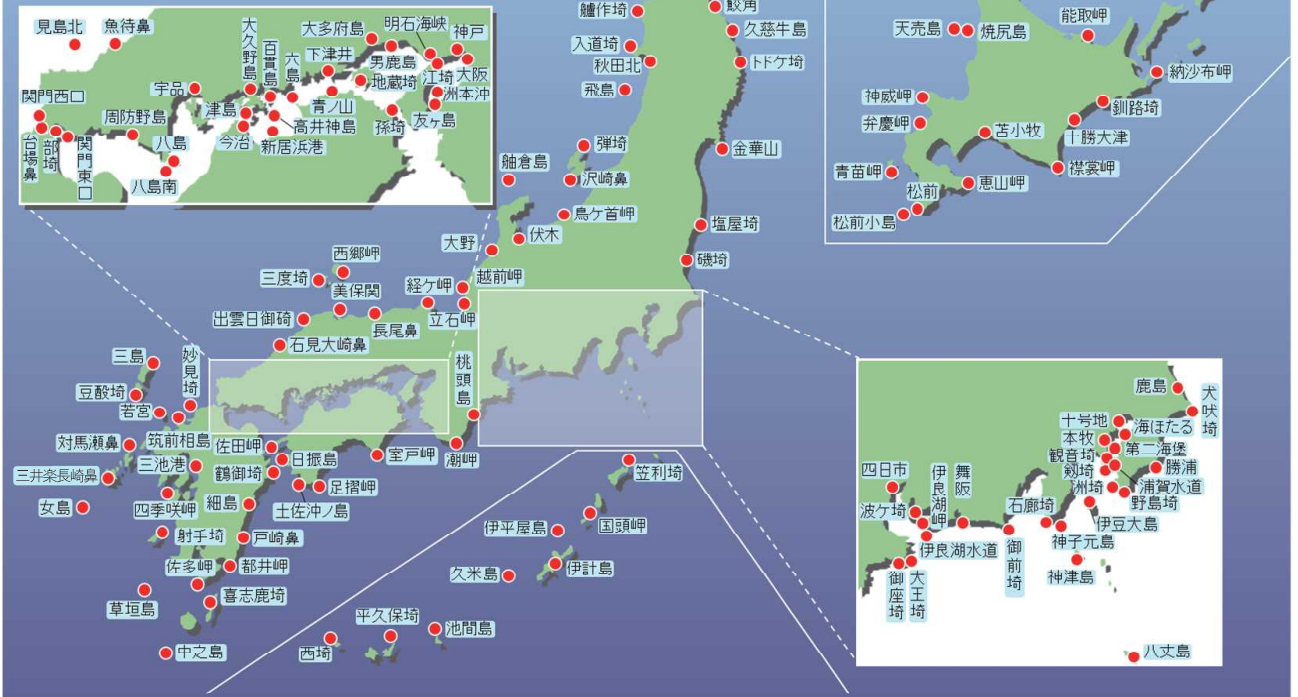 見島北
魚待鼻
大久野島
百貫島
六島
下津井
大多府島
男鹿島
明石海峡
神戸
江埼
大阪
洲本沖
友ヶ島
地蔵埼
孫埼
青ノ山
宇品
津島
今治
高井神島
新居浜港
関門西口
台場鼻
部埼
関門東口
周防野島
八島
八島南
艫作埼
鮫角
久慈牛島
入道埼
秋田北
トドケ埼
飛島
弾埼
金華山
舳倉島
沢崎鼻
鳥ケ首岬
塩屋埼
伏木
大野
磯埼
越前岬
経ケ岬
立石岬
西郷岬
三度埼
美保関
長尾鼻
出雲日御碕
石見大崎鼻
桃頭島
三島
妙見埼
豆酘埼
若宮
筑前相島
対馬瀬鼻
三池港
佐田岬
日振島
室戸岬
潮岬
三井楽長崎鼻
鶴御埼
足摺岬
女島
四季咲岬
細島
土佐沖ノ島
射手埼
戸崎鼻
佐多岬
都井岬
草垣島
喜志鹿埼
中之島
笠利埼
国頭岬
伊平屋島
伊計島
久米島
平久保埼
池間島
西埼
天売島
焼尻島
能取岬
納沙布岬
神威岬
釧路埼
弁慶岬
苫小牧
十勝大津
青苗岬
襟裳岬
松前
恵山岬
松前小島
鹿島
犬吠埼
十号地
海ほたる
本牧
第二海堡
観音埼
勝浦
剱埼
浦賀水道
洲埼
野島埼
四日市
伊良湖岬
舞阪
石廊埼
伊豆大島
波ケ埼
伊良湖水道
御前埼
神子元島
神津島
御座埼
大王埼
八丈島